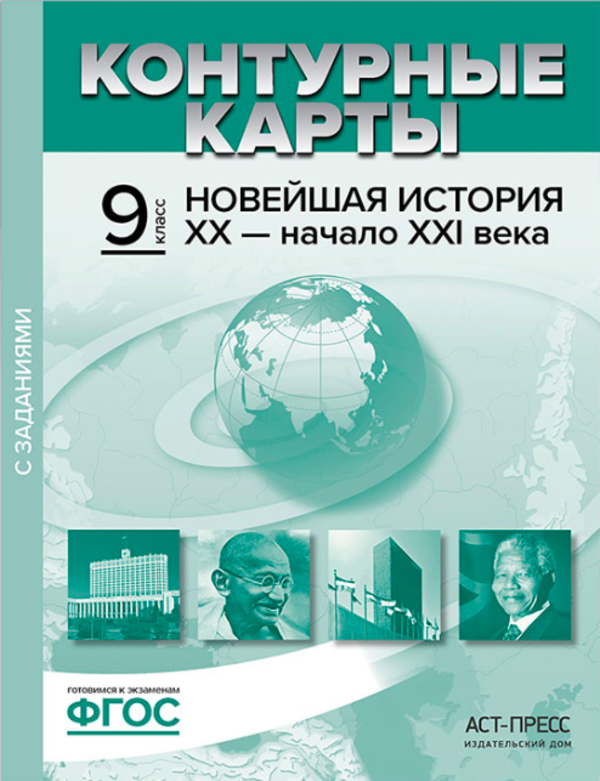 КОНТУРНЫЕ
КАРТЫ
9 класс
НОВЕЙШАЯ ИСТОРИЯ
XX — начало XXI века
С ЗАДАНИЯМИ
готовимся к экзаменам
ФГОС
АСТ-ПРЕСС
ИЗДАТЕЛЬСКИЙ ДОМ